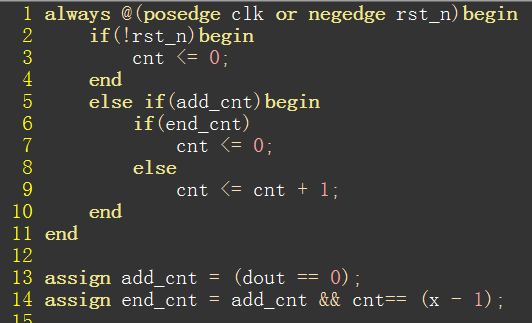 1 always @(posedge clk or negedge rst_n)begin
2     if(!rst_n)begin
3         cnt <= 0;
4     end
5     else if(add_cnt)begin
6         if(end_cnt)
7             cnt <= 0;
8         else
9             cnt <= cnt + 1;
10     end
11 end
12
13 assign add_cnt = (dout == 0);
14 assign end_cnt = add_cnt && cnt== (x - 1);
15